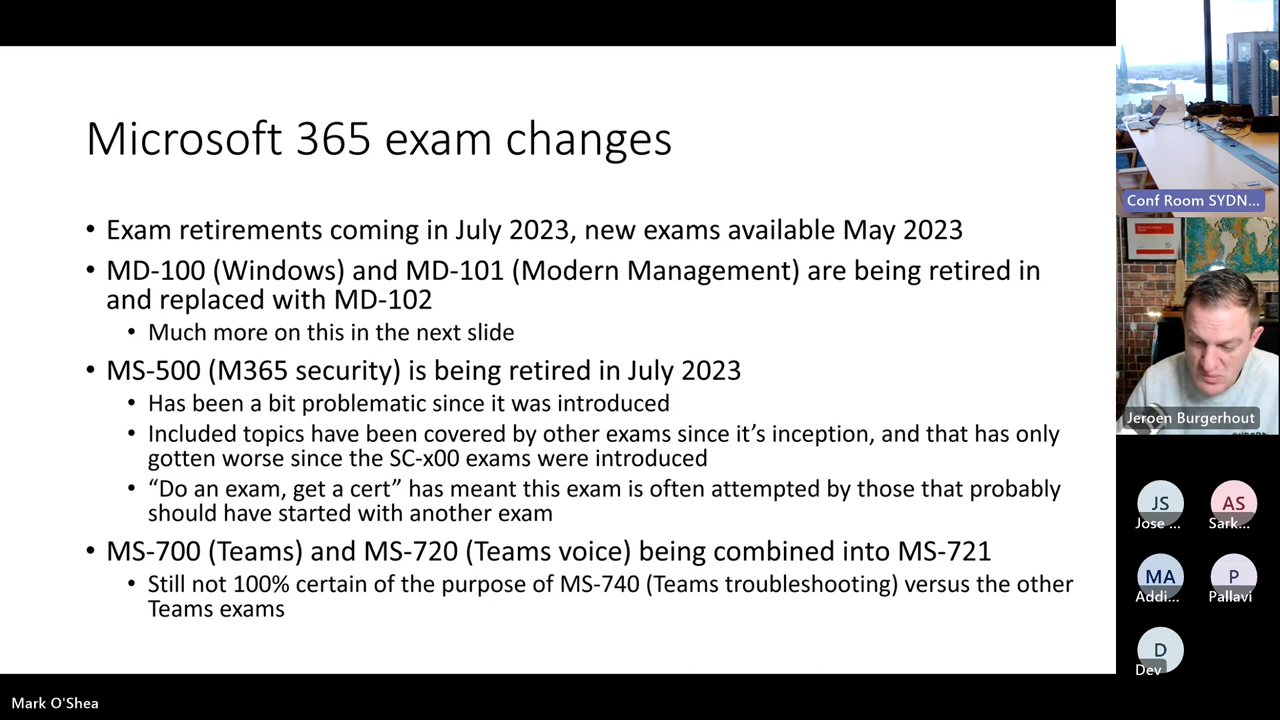 Microsoft 365 exam changes
• Exam retirements coming in July 2023, new exams available May 2023
• MD-100 (Windows) and MD-101 (Modern Management) are being retired in
and replaced with MD-102
• Much more on this in the next slide
• MS-500 (M365 security) is being retired in July 2023
• Has been a bit problematic since it was introduced
• Included topics have been covered by other exams since it’s inception, and that has only
gotten worse since the SC-x00 exams were introduced
• “Do an exam, get a cert” has meant this exam is often attempted by those that probably
should have started with another exam
• MS-700 (Teams) and MS-720 (Teams voice) being combined into MS-721
• Still not 100% certain of the purpose of MS-740 (Teams troubleshooting) versus the other
Teams exams
Mark O'Shea
Conf Room SYDN...
Jeroen Burgerhout
JS
Jose ...
AS
Sark...
MA
Addi...
P
Pallavi
D
Dev